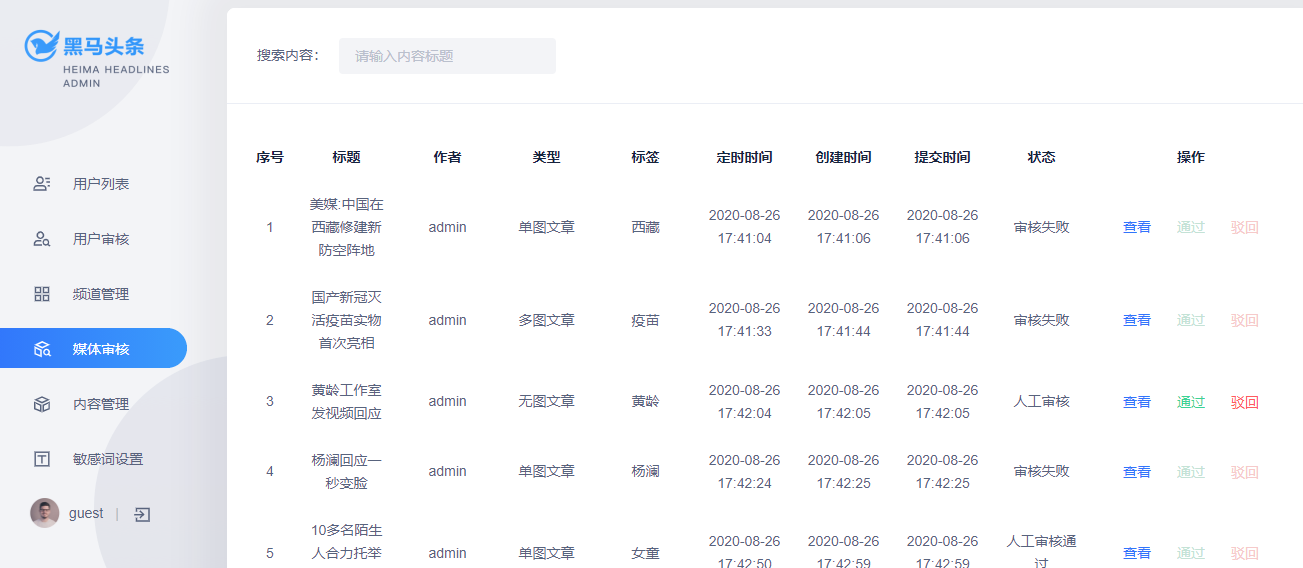 黑马头条
HEIMA HEADLINES
ADMIN
用户列表
用户审核
频道管理
媒体审核
内容管理
敏感词设置
guest
搜索内容：
请输入内容标题
序号 标题 作者 类型 标签 定时时间 创建时间 提交时间 状态 操作
1
美媒:中国在
西藏修建新
防空阵地
admin 单图文章 西藏
2020-08-26
17:41:04
2020-08-26
17:41:06
2020-08-26
17:41:06
审核失败 查看 通过 驳回
2
国产新冠灭
活疫苗实物
首次亮相
admin 多图文章 疫苗
2020-08-26
17:41:33
2020-08-26
17:41:44
2020-08-26
17:41:44
审核失败 查看 通过 驳回
3
黄龄工作室
发视频回应
admin 无图文章 黄龄
2020-08-26
17:42:04
2020-08-26
17:42:05
2020-08-26
17:42:05
人工审核 查看 通过 驳回
4
杨澜回应一
秒变脸
admin 单图文章 杨澜
2020-08-26
17:42:24
2020-08-26
17:42:25
2020-08-26
17:42:25
审核失败 查看 通过 驳回
5
10多名陌生
人合力托举
admin 单图文章 女童
2020-08-26
17:42:50
2020-08-26
17:42:59
2020-08-26
17:42:59
人工审核通
过
查看 通过 驳回